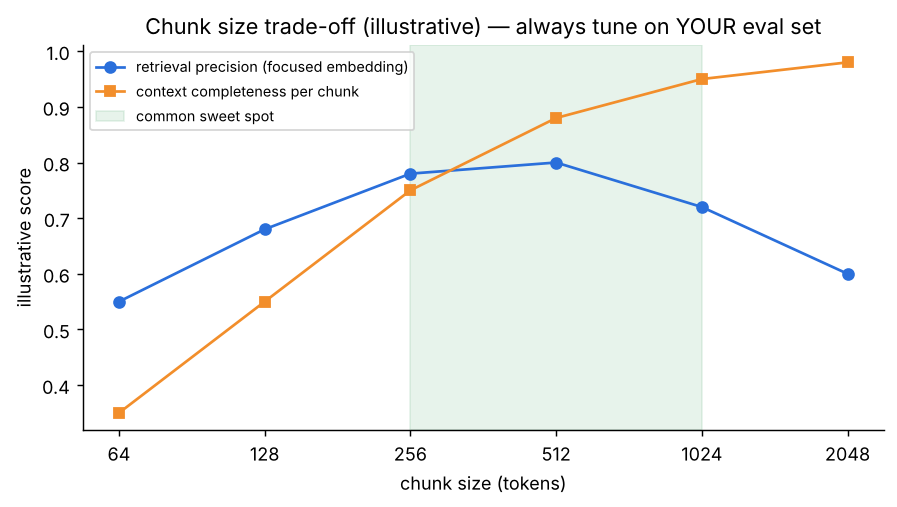 Chunk size trade-off (illustrative) — always tune on YOUR eval set
retrieval precision (focused embedding)
context completeness per chunk
common sweet spot
illustrative score
1.0
0.9
0.8
0.7
0.6
0.5
0.4
64 128 256 512 1024 2048
chunk size (tokens)